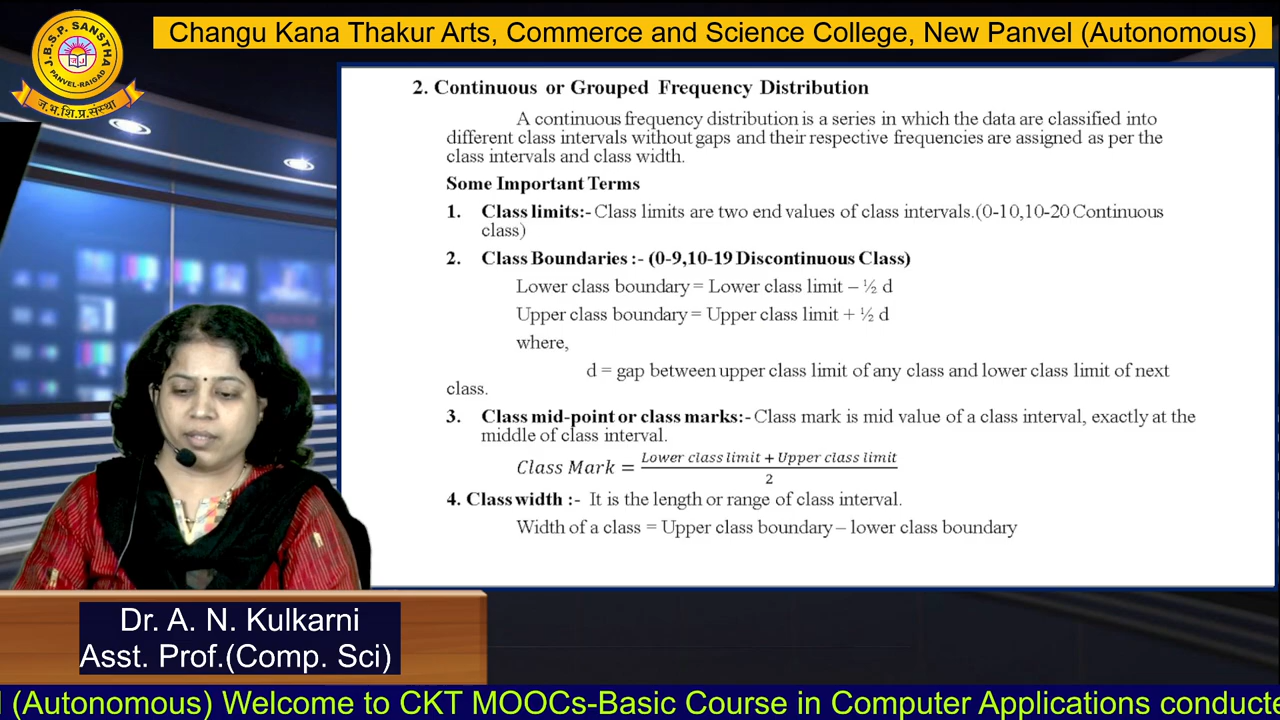 Changu Kana Thakur Arts, Commerce and Science College, New Panvel (Autonomous)
J.B.S.P. SANSTHA
PANVEL-RAIGAD
ज.भ.शि.प्र.संस्था
2. Continuous or Grouped Frequency Distribution
A continuous frequency distribution is a series in which the data are classified into
different class intervals without gaps and their respective frequencies are assigned as per the
class intervals and class width.
Some Important Terms
1. Class limits:- Class limits are two end values of class intervals.(0-10,10-20 Continuous
class)
2. Class Boundaries :- (0-9,10-19 Discontinuous Class)
Lower class boundary = Lower class limit – ½ d
Upper class boundary = Upper class limit + ½ d
where,
d = gap between upper class limit of any class and lower class limit of next
class.
3. Class mid-point or class marks:- Class mark is mid value of a class interval, exactly at the
middle of class interval.
Class Mark = (Lower class limit + Upper class limit) / 2
4. Class width :- It is the length or range of class interval.
Width of a class = Upper class boundary – lower class boundary
Dr. A. N. Kulkarni
Asst. Prof.(Comp. Sci)
(Autonomous) Welcome to CKT MOOCs-Basic Course in Computer Applications conducte